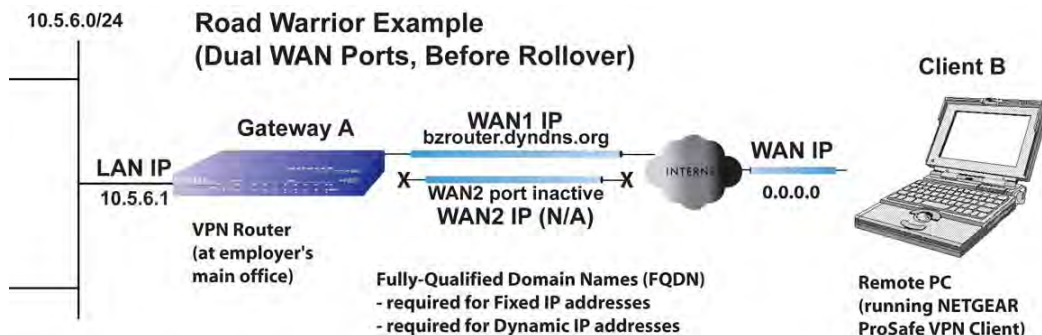 10.5.6.0/24
Road Warrior Example
(Dual WAN Ports, Before Rollover)
Client B
Gateway A
WAN1 IP
bzrouter.dyndns.org
LAN IP
10.5.6.1
X
X
WAN2 port inactive
WAN2 IP (N/A)
INTERN
WAN IP
0.0.0.0
VPN Router
(at employer's
main office)
Fully-Qualified Domain Names (FQDN)
- required for Fixed IP addresses
- required for Dynamic IP addresses
Remote PC
(running NETGEAR
ProSafe VPN Client)